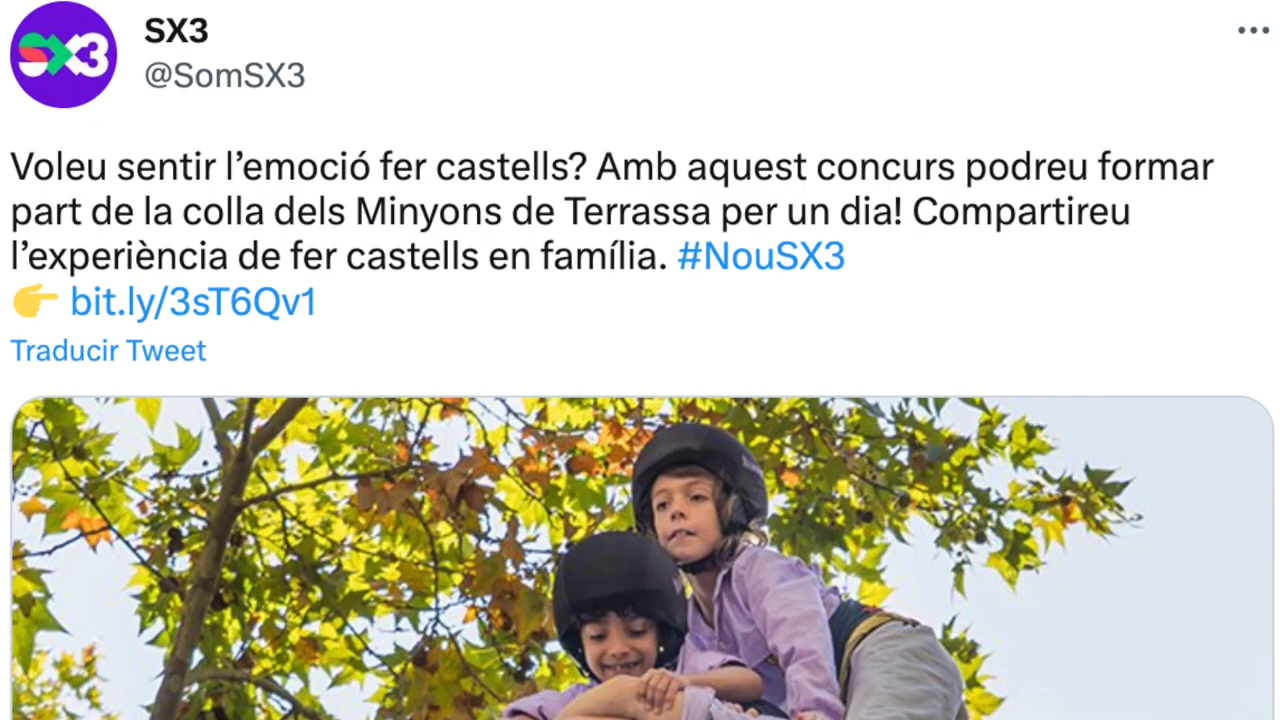 SX3
SX3
@SomSX3
Voleu sentir l’emoció fer castells? Amb aquest concurs podreu formar
part de la colla dels Minyons de Terrassa per un dia! Compartireu
l’experiència de fer castells en família. #NouSX3
👉 bit.ly/3sT6Qv1
Traducir Tweet